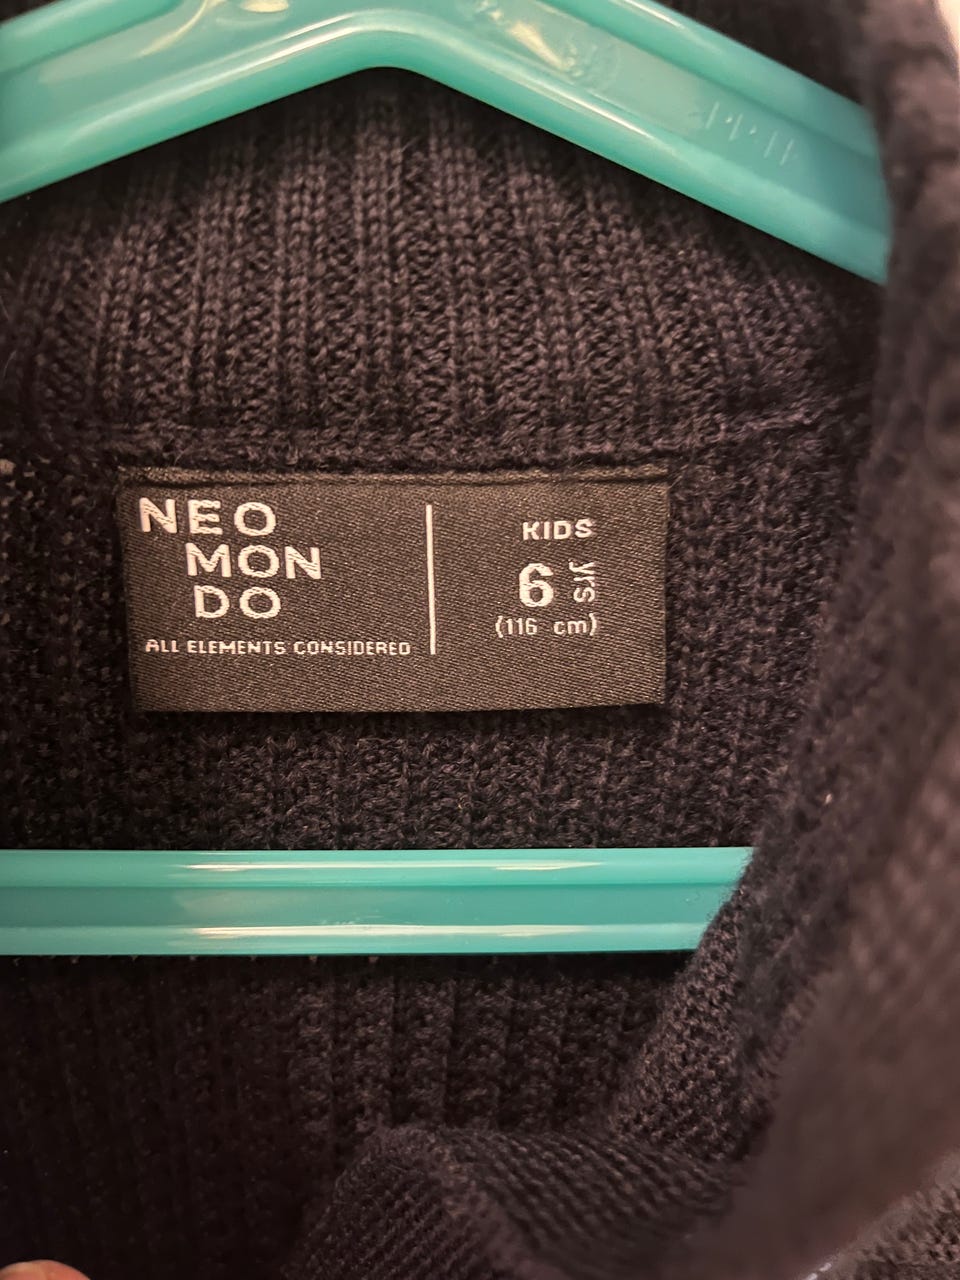 NEO
MON
DO
ALL ELEMENTS CONSIDERED
KIDS
6 yrs
(116 cm)